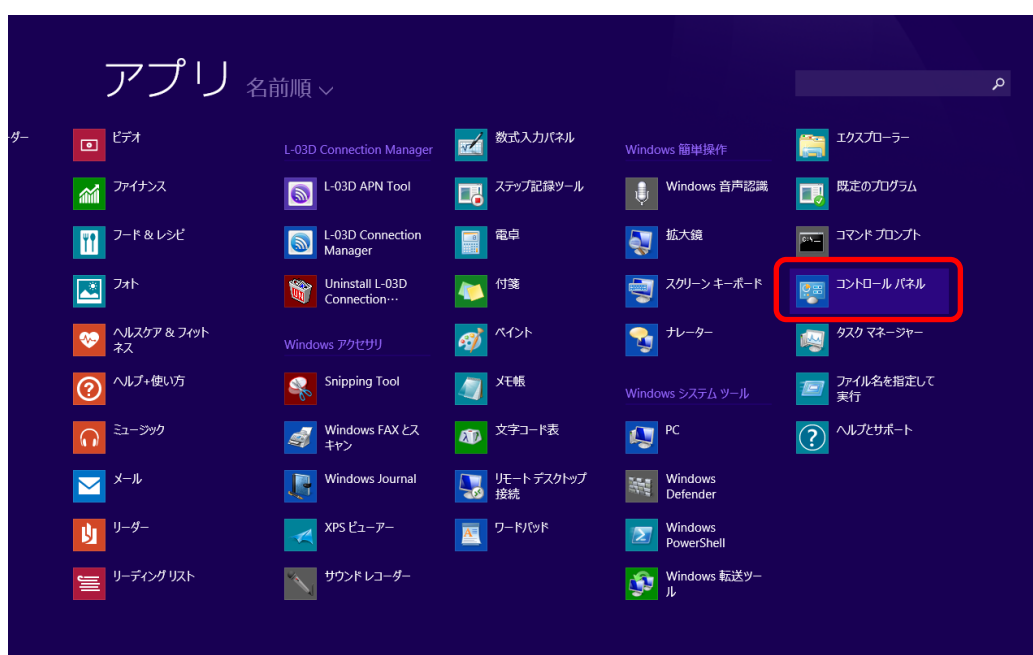 アプリ 名前順
ーダー
ビデオ
ファイナンス
フード & レシピ
フォト
ヘルスケア & フィット
ネス
ヘルプ+使い方
ミュージック
メール
リーダー
リーディング リスト
L-03D Connection Manager
L-03D APN Tool
L-03D Connection
Manager
Uninstall L-03D
Connection…
Windows アクセサリ
Snipping Tool
Windows FAX とス
キャン
Windows Journal
XPS ビューアー
サウンド レコーダー
数式入力パネル
ステップ記録ツール
電卓
付箋
ペイント
メモ帳
文字コード表
リモート デスクトップ
接続
ワードパッド
Windows 簡単操作
Windows 音声認識
拡大鏡
スクリーン キーボード
ナレーター
Windows システム ツール
PC
Windows
Defender
Windows
PowerShell
Windows 転送ツー
ル
エクスプローラー
既定のプログラム
コマンド プロンプト
コントロール パネル
タスク マネージャー
ファイル名を指定して
実行
ヘルプとサポート